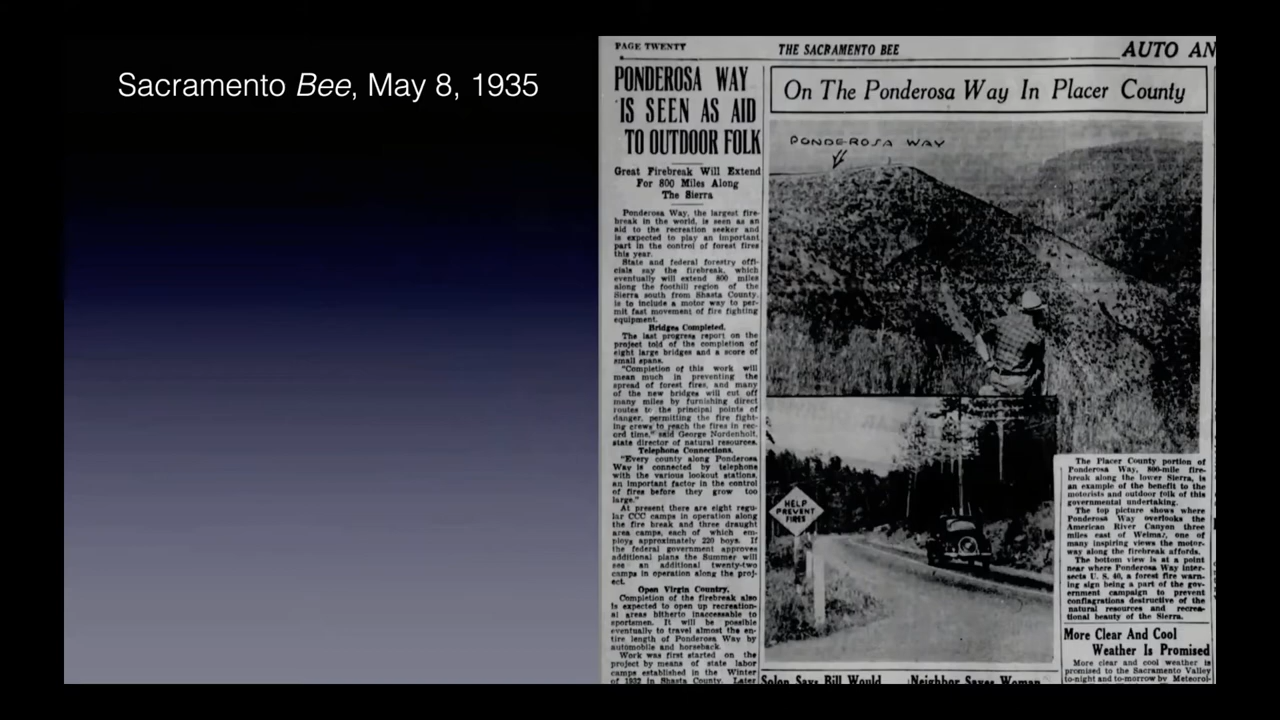 Sacramento Bee, May 8, 1935
PAGE TWENTY
THE SACRAMENTO BEE
AUTO AN
PONDEROSA WAY
IS SEEN AS AID
TO OUTDOOR FOLK
Great Firebreak Will Extend
For 800 Miles Along
The Sierra
Ponderosa Way, the largest fire-
break in the world, is seen as an
aid to the recreation seeker and
is expected to play an important
part in the control of forest fires
this year.
State and federal forestry offi-
cials say the firebreak, which
eventually will extend 800 miles
along the foothill region of the
Sierra south from Shasta County,
is to include a motor way to per-
mit fast movement of fire fighting
equipment.
Bridges Completed.
The last progress report on the
project told of the completion of
eight large bridges and a score of
small spans.
"Completion of this work will
mean much in preventing the
spread of forest fires, and many
of the new bridges will cut off
many miles by furnishing direct
routes to the principal points of
danger, permitting the fire fight-
ing crews to reach the fires in rec-
ord time," said George Nordenholt,
state director of natural resources.
Telephone Connections.
"Every county along Ponderosa
Way is connected by telephone
with the various lookout stations,
an important factor in the control
of fires before they grow too
large."
At present there are eight regu-
lar CCC camps in operation along
the fire break and three draught
area camps, each of which em-
ploys approximately 220 boys. If
the federal government approves
additional plans the Summer will
see an additional twenty-two
camps in operation along the proj-
ect.
Open Virgin Country.
Completion of the firebreak also
is expected to open up recreation-
al areas hitherto inaccessable to
sportsmen. It will be possible
eventually to travel almost the en-
tire length of Ponderosa Way by
automobile and horseback.
Work was first started on the
project by means of state labor
camps established in the Winter
of 1932 in Shasta County. Later
On The Ponderosa Way In Placer County
PONDEROSA WAY
HELP
PREVENT
FIRES
The Placer County portion of
Ponderosa Way, 800-mile fire-
break along the lower Sierra, is
an example of the benefit to the
motorists and outdoor folk of this
governmental undertaking.
The top picture shows where
Ponderosa Way overlooks the
American River Canyon three
miles east of Weimar, one of
many inspiring views the motor-
way along the firebreak affords.
The bottom view is at a point
near where Ponderosa Way inter-
sects U. S. 40, a forest fire warn-
ing sign being a part of the gov-
ernment campaign to prevent
conflagrations destructive of the
natural resources and recrea-
tional beauty of the Sierra.
More Clear And Cool
Weather Is Promised
More clear and cool weather is
promised to the Sacramento Valley
to-night and to-morrow by Meteorol-
Solon Says Bill Would
Neighbor Saves Woman